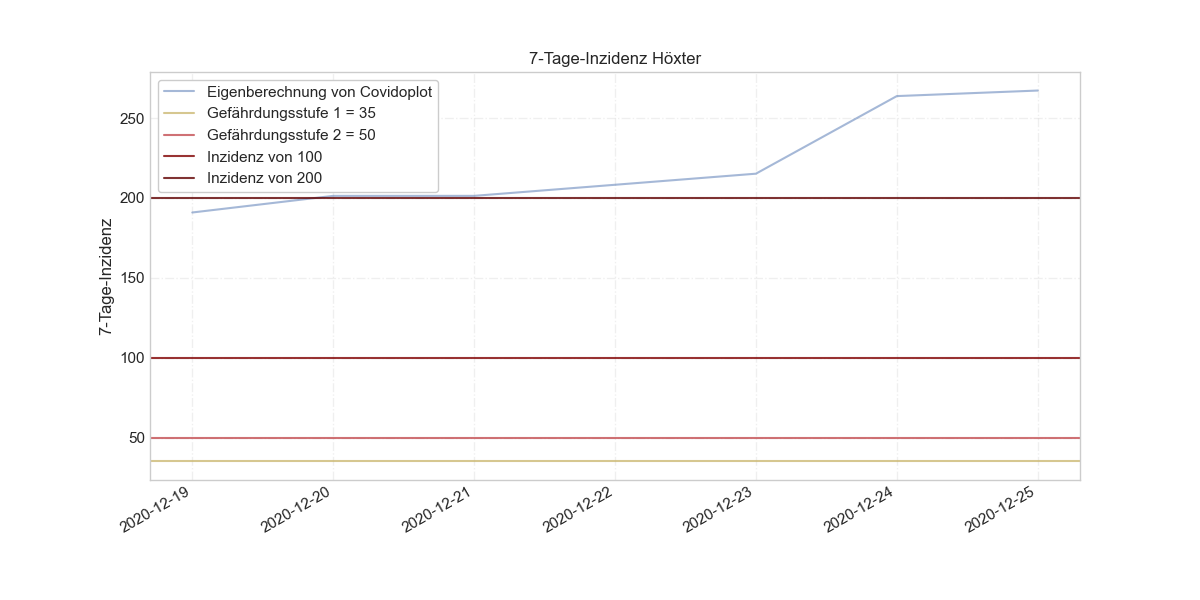 7-Tage-Inzidenz Höxter
Eigenberechnung von Covidoplot
Gefährdungsstufe 1 = 35
Gefährdungsstufe 2 = 50
Inzidenz von 100
Inzidenz von 200
7-Tage-Inzidenz
250
200
150
100
50
2020-12-19
2020-12-20
2020-12-21
2020-12-22
2020-12-23
2020-12-24
2020-12-25